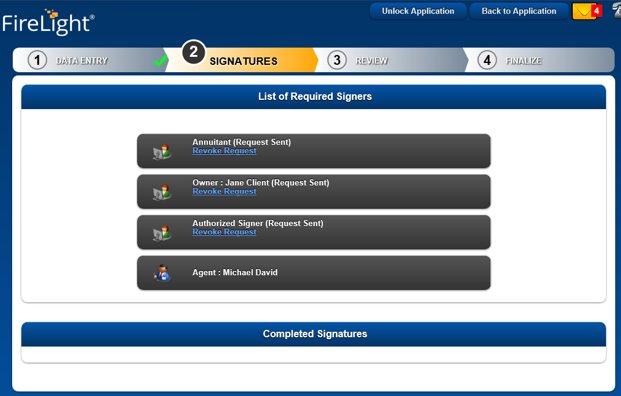 FireLight®
Unlock Application
Back to Application
4
1 DATA ENTRY
2 SIGNATURES
3 REVIEW
4 FINALIZE
List of Required Signers
Annuitant (Request Sent)
Revoke Request
Owner : Jane Client (Request Sent)
Revoke Request
Authorized Signer (Request Sent)
Revoke Request
Agent : Michael David
Completed Signatures